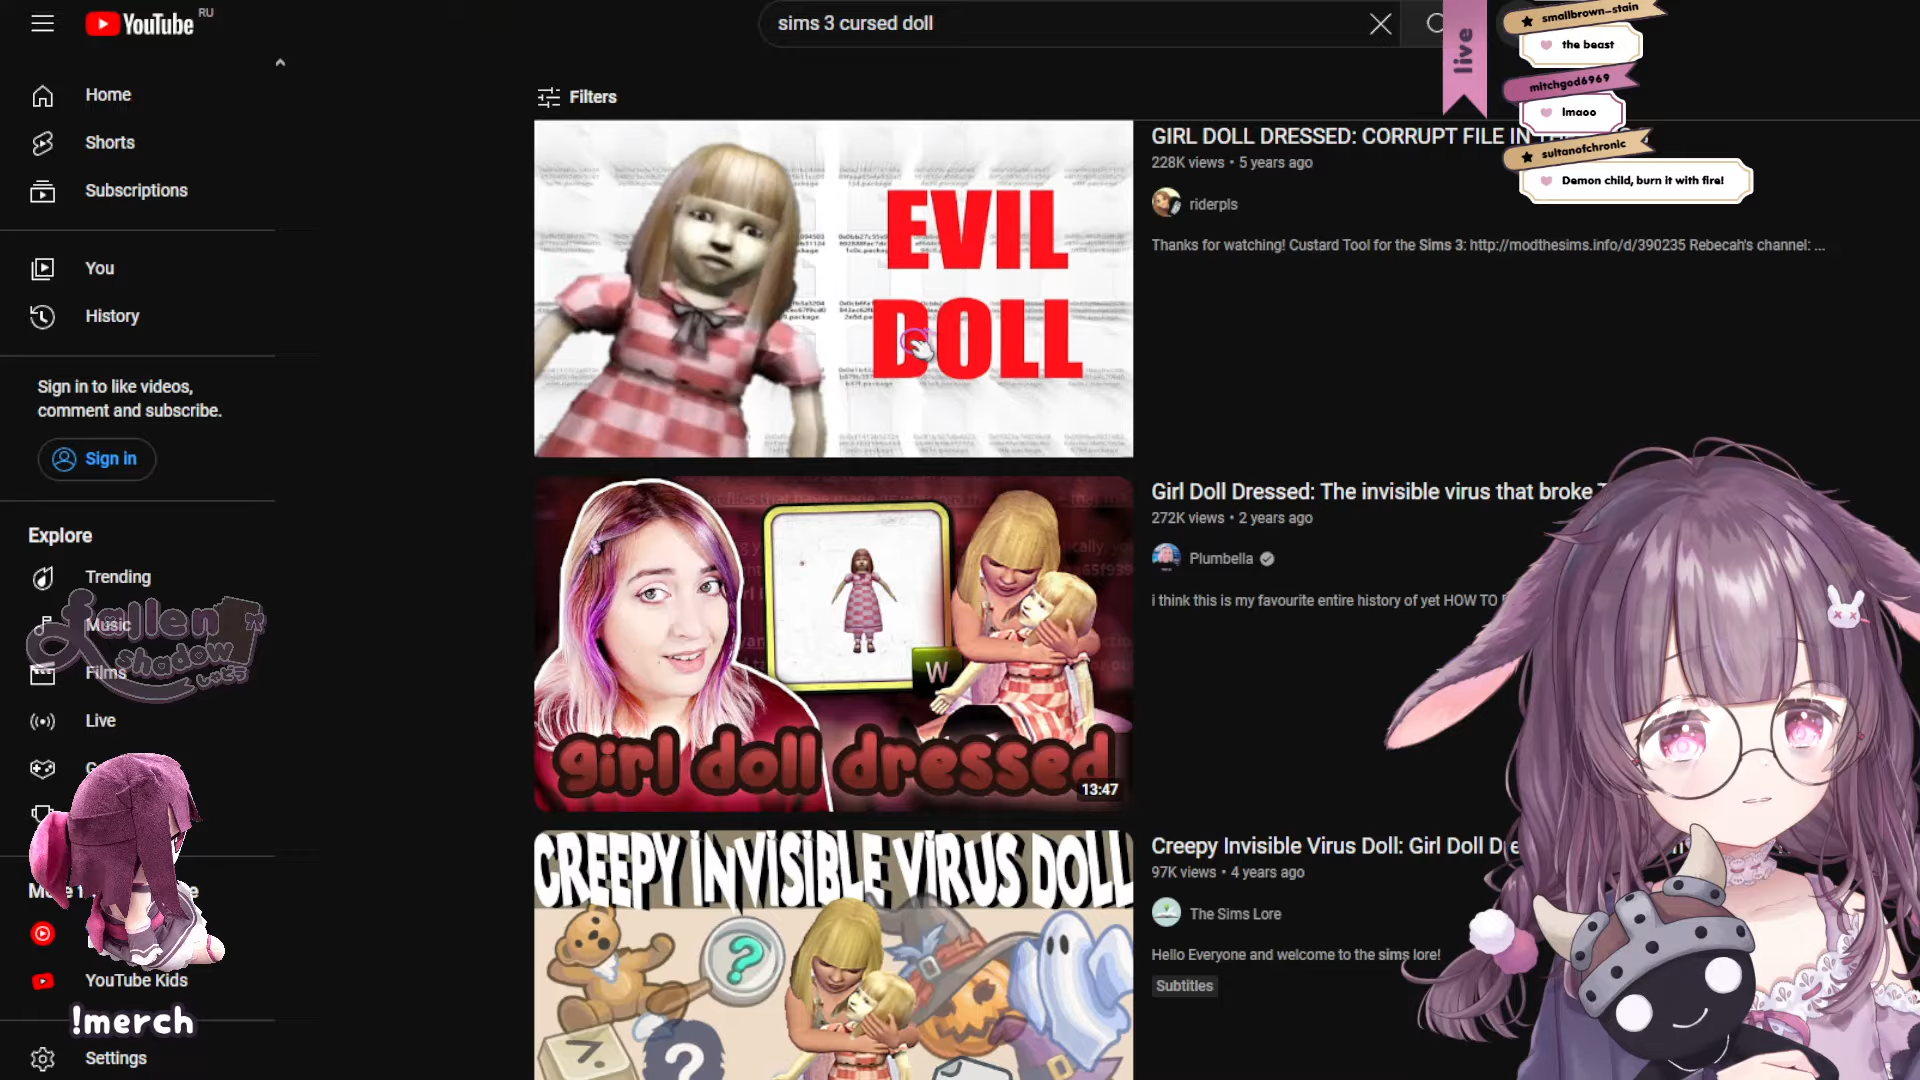 YouTube RU
sims 3 cursed doll
Home
Shorts
Subscriptions
You
History
Sign in to like videos,
comment and subscribe.
Sign in
Explore
Trending
Music
Films
Live
YouTube Kids
Settings
fallen
shadow
しゃどう
!merch
Filters
EVIL
DOLL
GIRL DOLL DRESSED: CORRUPT FILE IN
228K views • 5 years ago
riderpls
Thanks for watching! Custard Tool for the Sims 3: http://modthesims.info/d/390235 Rebecah's channel: ...
W
girl doll dressed
13:47
Girl Doll Dressed: The invisible virus that broke
272K views • 2 years ago
Plumbella
i think this is my favourite entire history of yet HOW TO
CREEPY INVISIBLE VIRUS DOLL
?
?
Creepy Invisible Virus Doll: Girl Doll
97K views • 4 years ago
The Sims Lore
Hello Everyone and welcome to the sims lore!
Subtitles
live
smallbrown_stain
the beast
mitchgod6969
lmaoo
sultanofchronic
Demon child, burn it with fire!